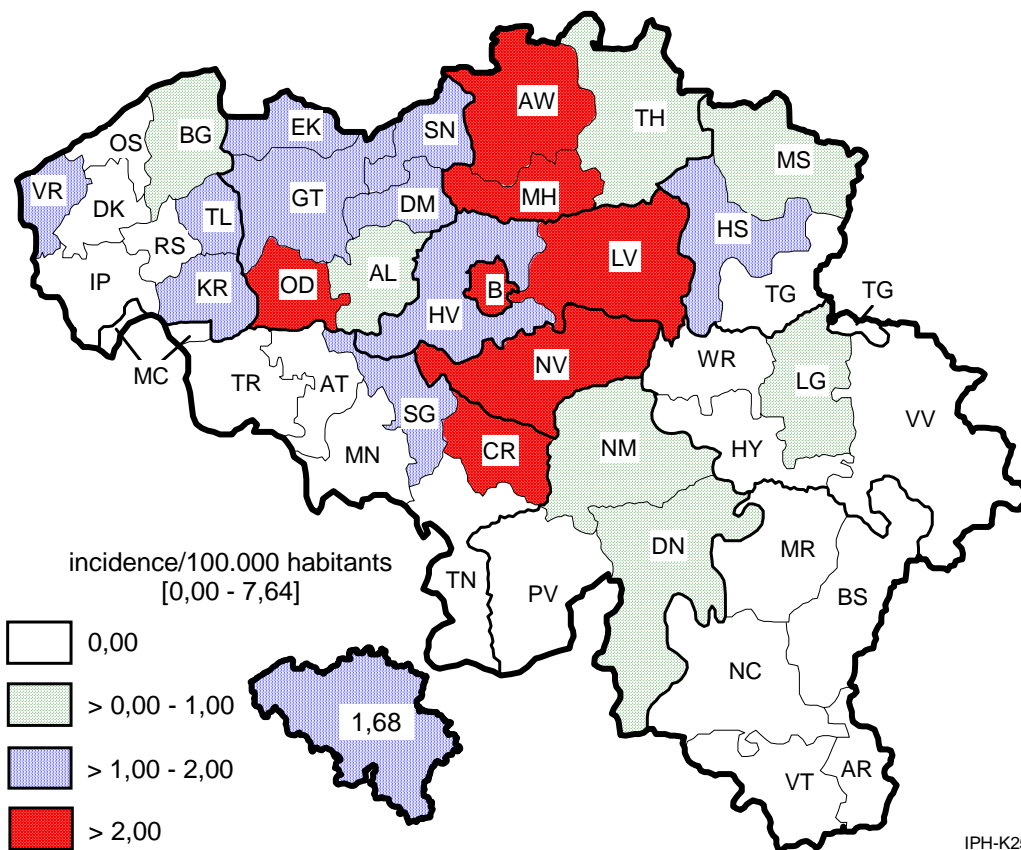 AW
TH
SN
EK
BG
OS
MS
VR
MH
DM
GT
TL
DK
HS
RS
LV
AL
OD
B
IP
KR
HV
TG
TG
MC
WR
NV
LG
TR
AT
VV
SG
CR
NM
HY
MN
DN
MR
incidence/100.000 habitants
[0,00 - 7,64]
TN
PV
BS
0,00
NC
> 0,00 - 1,00
1,68
> 1,00 - 2,00
VT
AR
> 2,00